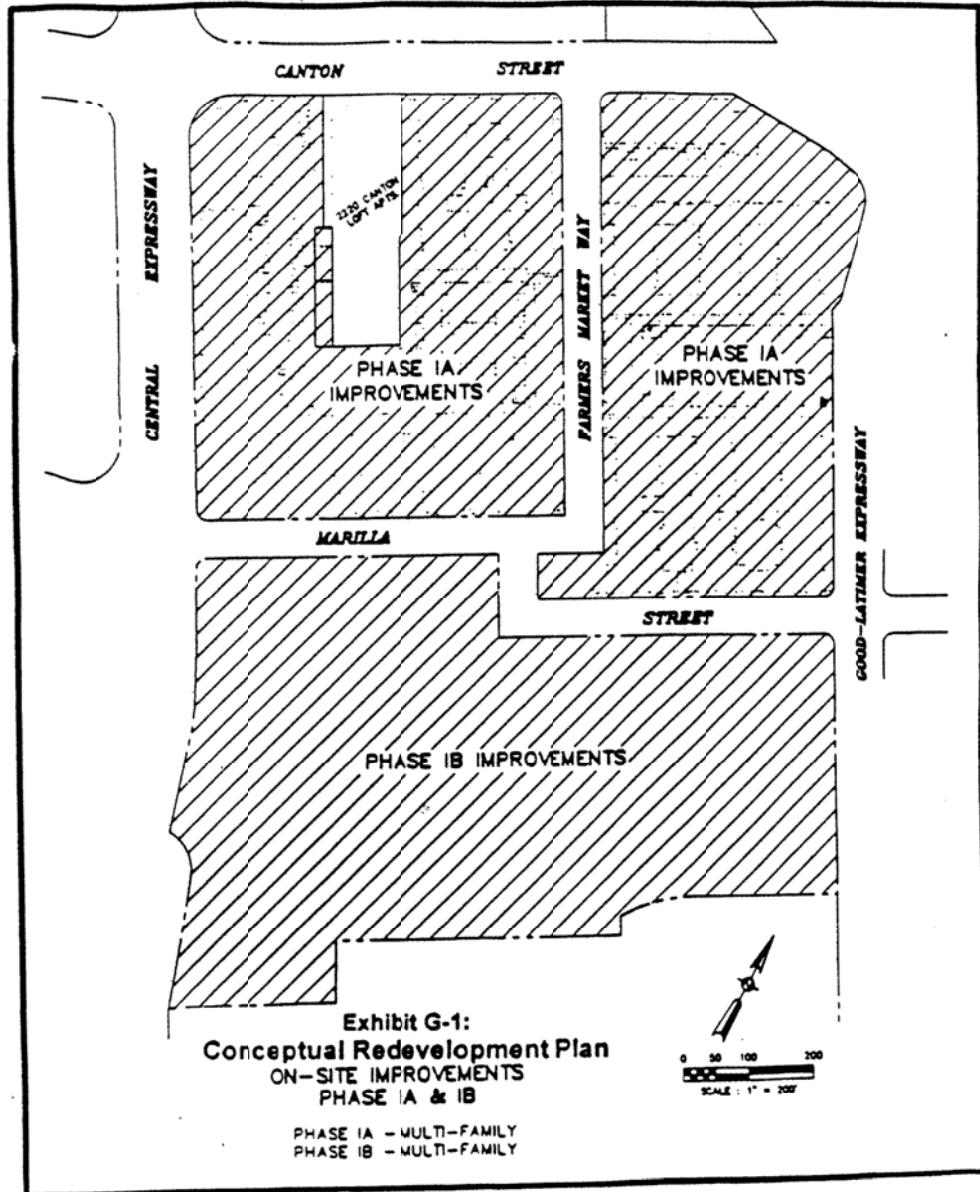 CANTON STREET
2220 CANTON
LOFT APTS.
CENTRAL EXPRESSWAY
FARMERS MARKET WAY
PHASE IA
IMPROVEMENTS
PHASE IA
IMPROVEMENTS
GOOD-LATIMER EXPRESSWAY
MARILLA
STREET
PHASE IB IMPROVEMENTS
Exhibit G-1:
Conceptual Redevelopment Plan
ON-SITE IMPROVEMENTS
PHASE IA & IB
PHASE IA - MULTI-FAMILY
PHASE IB - MULTI-FAMILY
0 50 100 200
SCALE : 1" = 200'